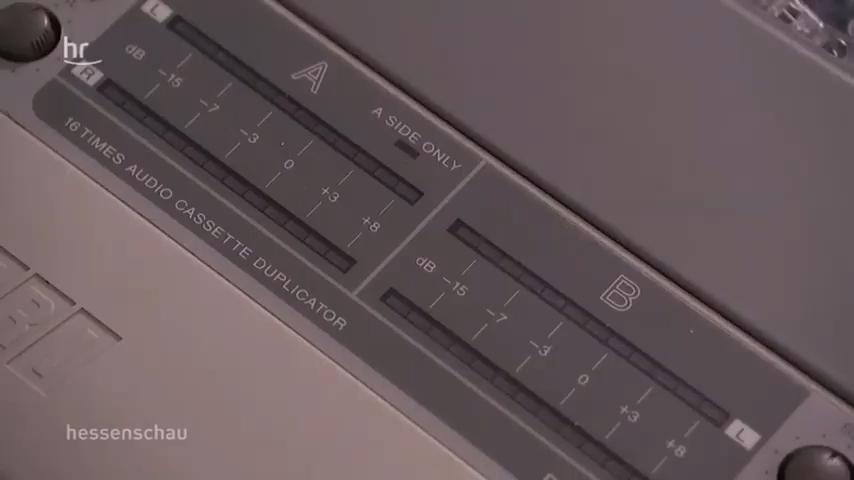 hr
L
A
dB -15 -7 -3 0 +3 +8
R
A SIDE ONLY
16 TIMES AUDIO CASSETTE DUPLICATOR
B
dB -15 -7 -3 0 +3 +8
L
hessenschau